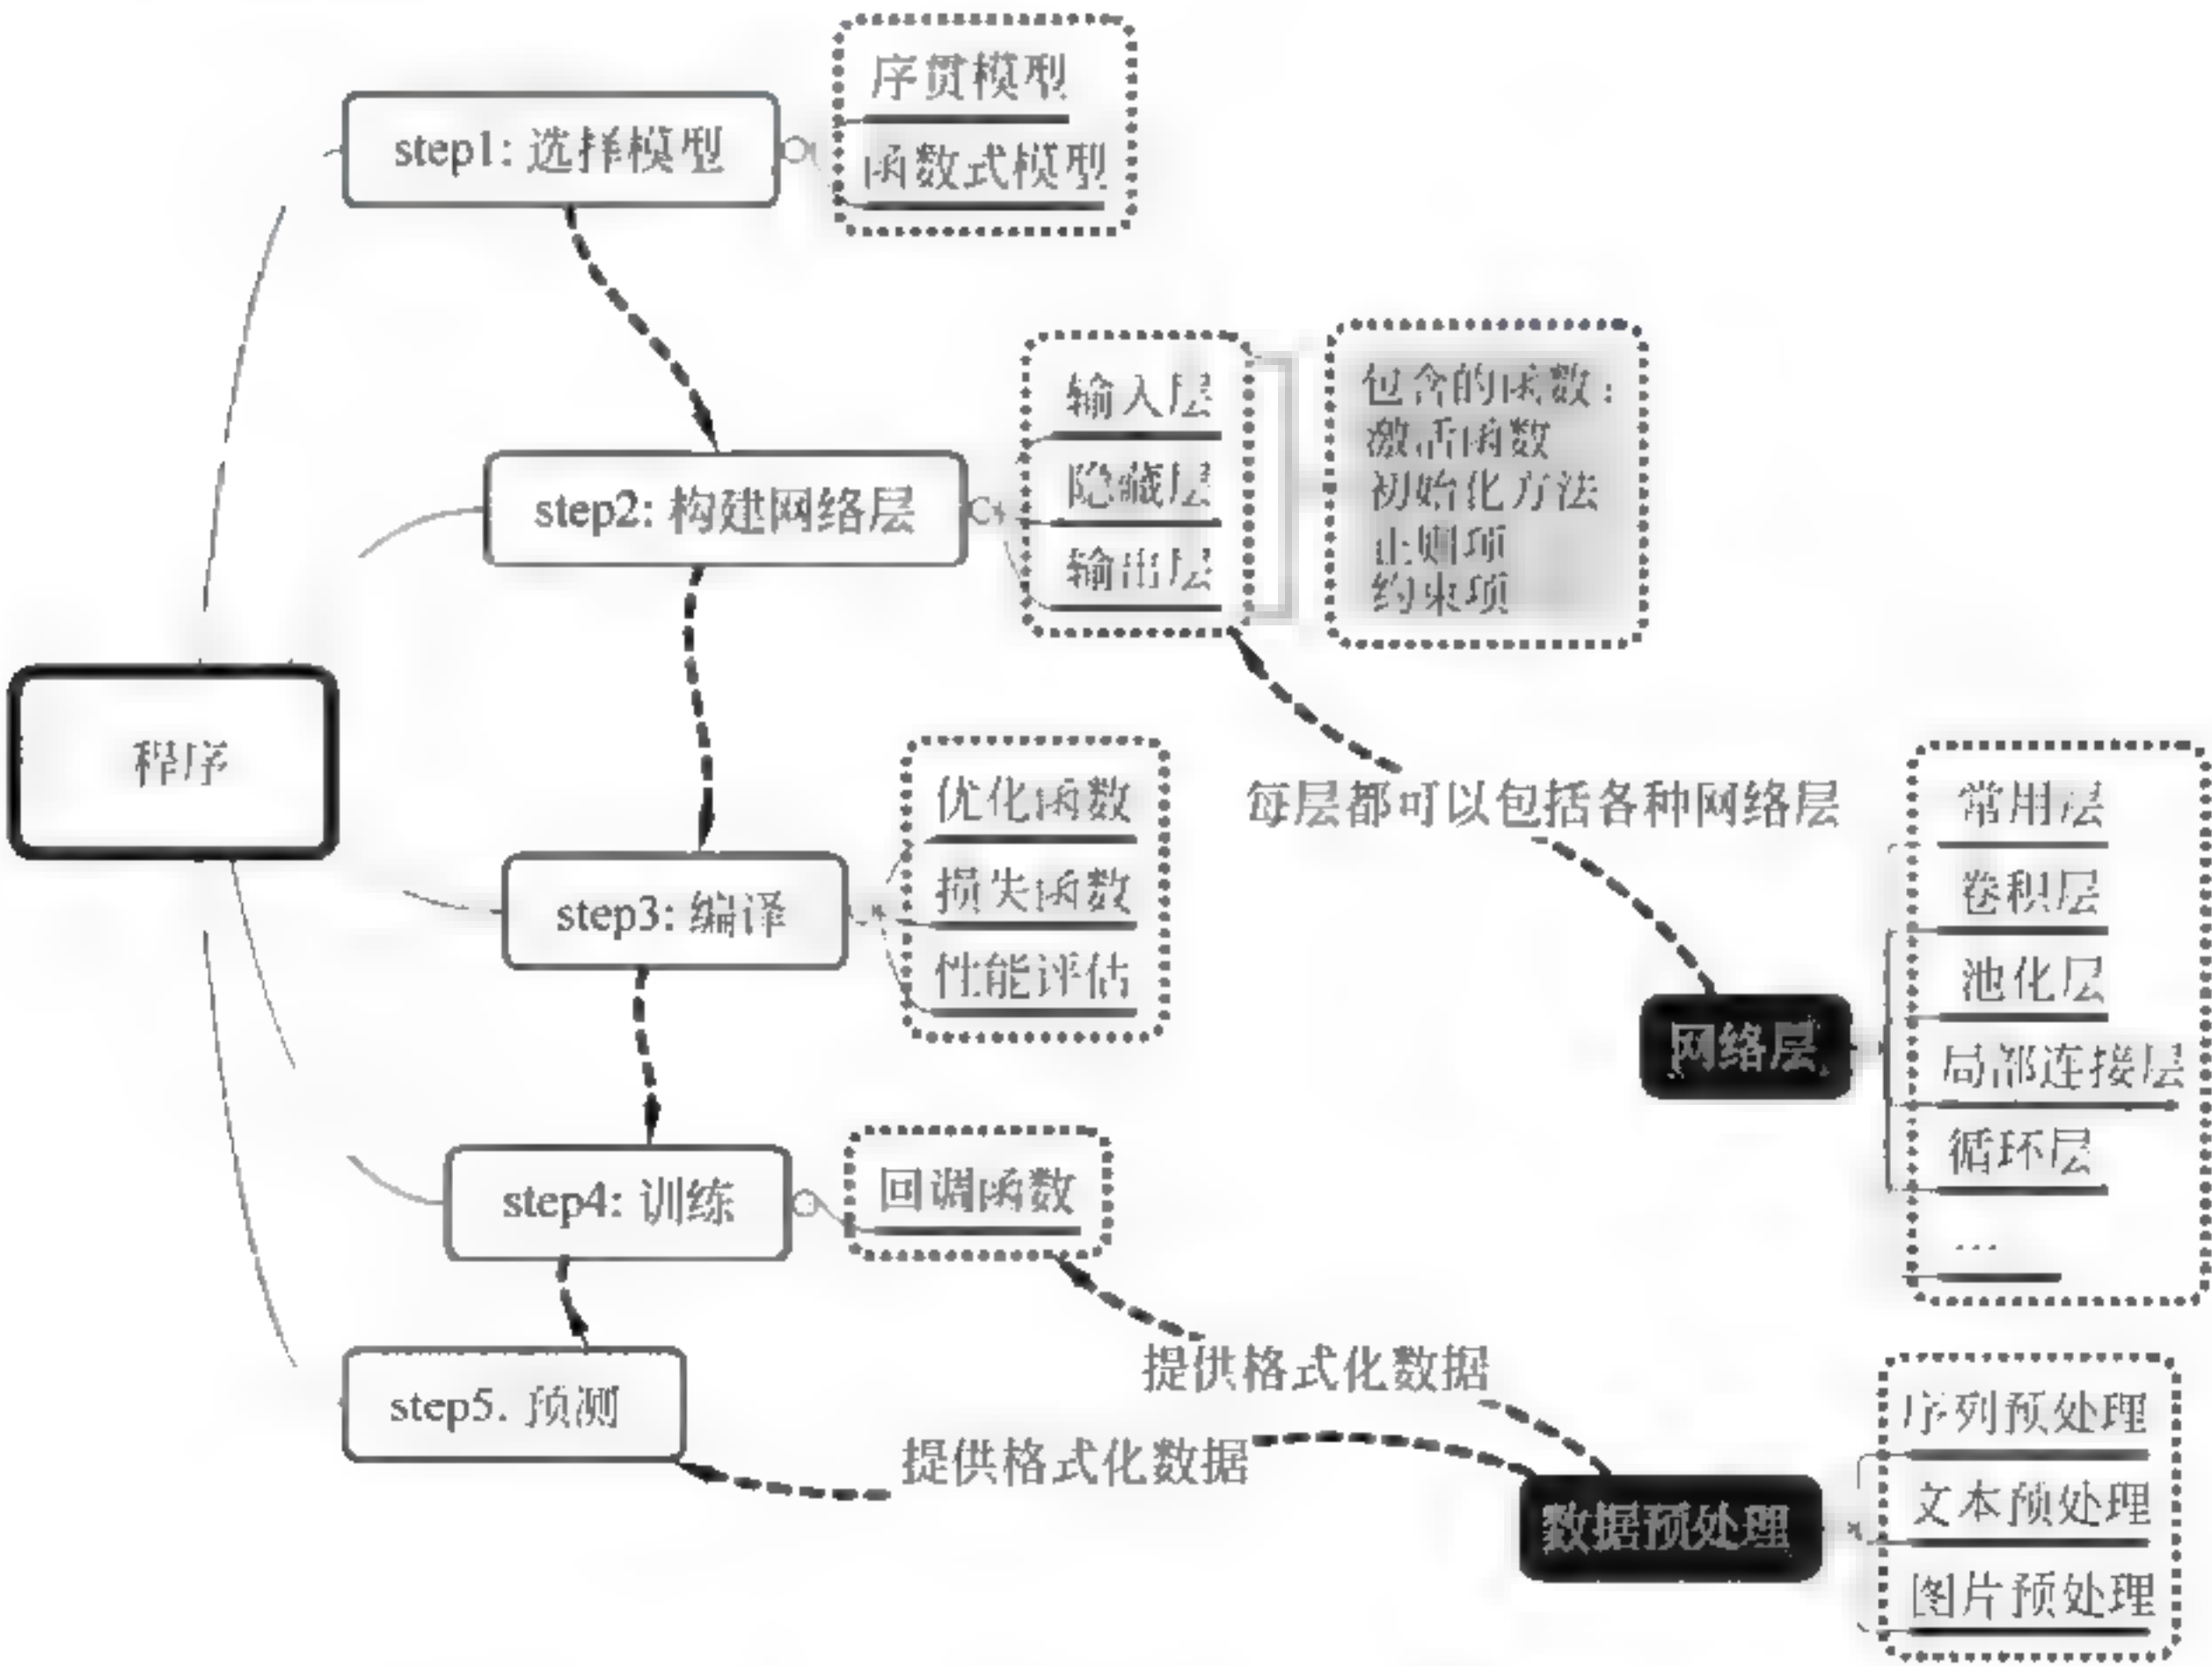 序贯模型
step1: 选择模型
函数式模型
输入层
包含的函数:
激活函数
隐藏层
初始化方法
step2: 构建网络层
正则项
输出层
约束项
程序
优化函数
每层都可以包括各种网络层
常用层
损失函数
卷积层
step3: 编译
性能评估
池化层
网络层
局部连接层
循环层
...
回调函数
step4: 训练
提供格式化数据
step5. 预测
提供格式化数据
序列预处理
数据预处理
文本预处理
图片预处理